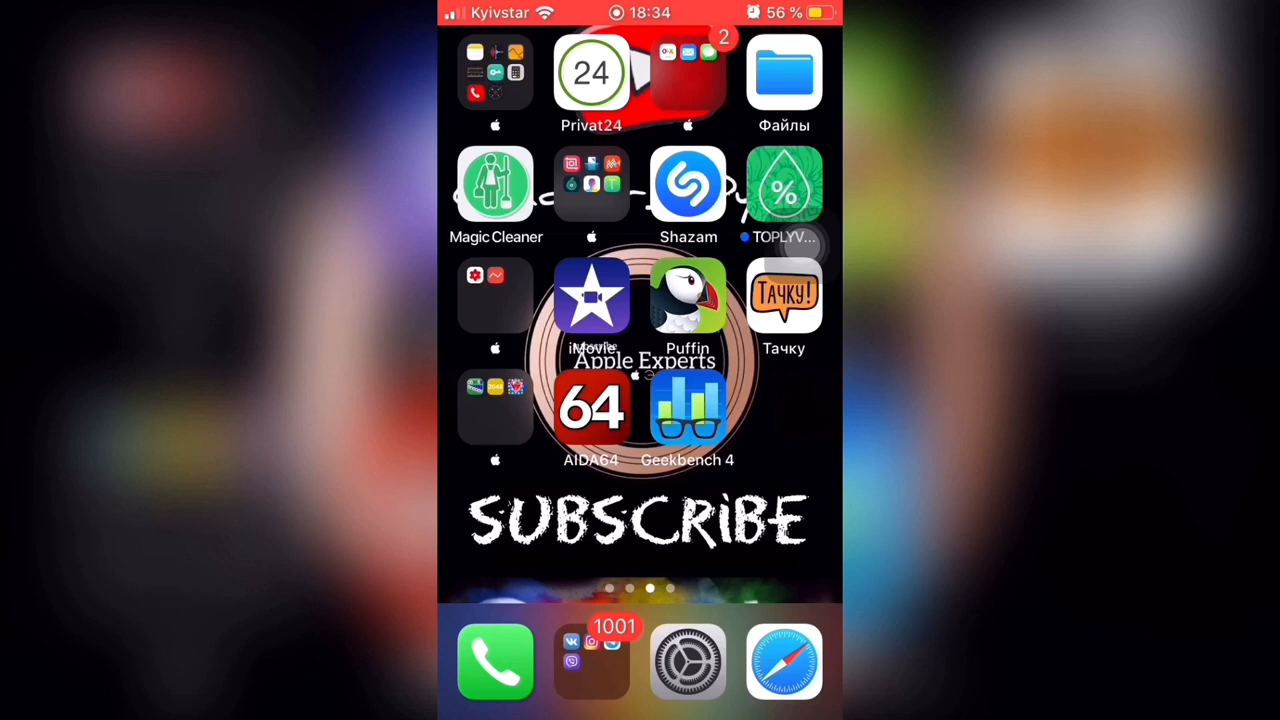 Kyivstar 18:34 56 %
2
24
Privat24 Файлы
%
Magic Cleaner Shazam TOPLYV...
ТАЧКУ!
iMovie Puffin Тачку
Apple Experts
64
AIDA64 Geekbench 4
SUBSCRiBE
1001